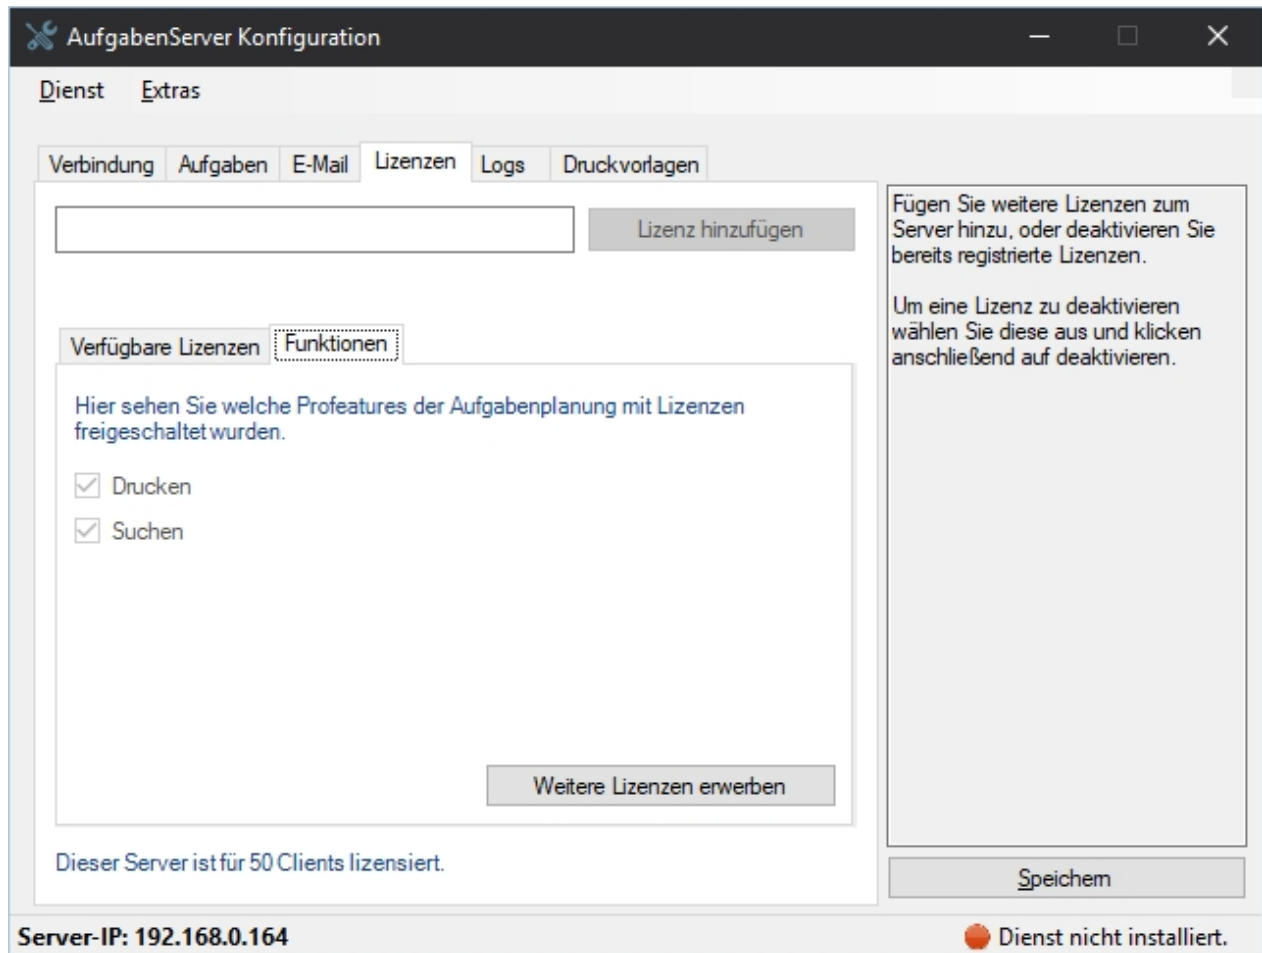 AufgabenServer Konfiguration
Dienst Extras
Verbindung Aufgaben E-Mail Lizenzen Logs Druckvorlagen
Lizenz hinzufügen
Fügen Sie weitere Lizenzen zum
Server hinzu, oder deaktivieren Sie
bereits registrierte Lizenzen.
Um eine Lizenz zu deaktivieren
wählen Sie diese aus und klicken
anschließend auf deaktivieren.
Verfügbare Lizenzen Funktionen
Hier sehen Sie welche Profeatures der Aufgabenplanung mit Lizenzen
freigeschaltet wurden.
Drucken
Suchen
Weitere Lizenzen erwerben
Dieser Server ist für 50 Clients lizensiert.
Speichern
Server-IP: 192.168.0.164
Dienst nicht installiert.